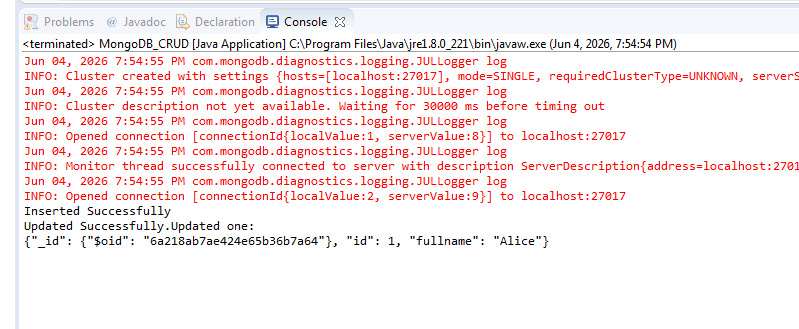 Problems @ Javadoc Declaration Console
<terminated> MongoDB_CRUD [Java Application] C:\Program Files\Java\jre1.8.0_221\bin\javaw.exe (Jun 4, 2026, 7:54:54 PM)
Jun 04, 2026 7:54:55 PM com.mongodb.diagnostics.logging.JULLogger log
INFO: Cluster created with settings {hosts=[localhost:27017], mode=SINGLE, requiredClusterType=UNKNOWN, serverS
Jun 04, 2026 7:54:55 PM com.mongodb.diagnostics.logging.JULLogger log
INFO: Cluster description not yet available. Waiting for 30000 ms before timing out
Jun 04, 2026 7:54:55 PM com.mongodb.diagnostics.logging.JULLogger log
INFO: Opened connection [connectionId{localValue:1, serverValue:8}] to localhost:27017
Jun 04, 2026 7:54:55 PM com.mongodb.diagnostics.logging.JULLogger log
INFO: Monitor thread successfully connected to server with description ServerDescription{address=localhost:2701
Jun 04, 2026 7:54:55 PM com.mongodb.diagnostics.logging.JULLogger log
INFO: Opened connection [connectionId{localValue:2, serverValue:9}] to localhost:27017
Inserted Successfully
Updated Successfully.Updated one:
{"_id": {"$oid": "6a218ab7ae424e65b36b7a64"}, "id": 1, "fullname": "Alice"}